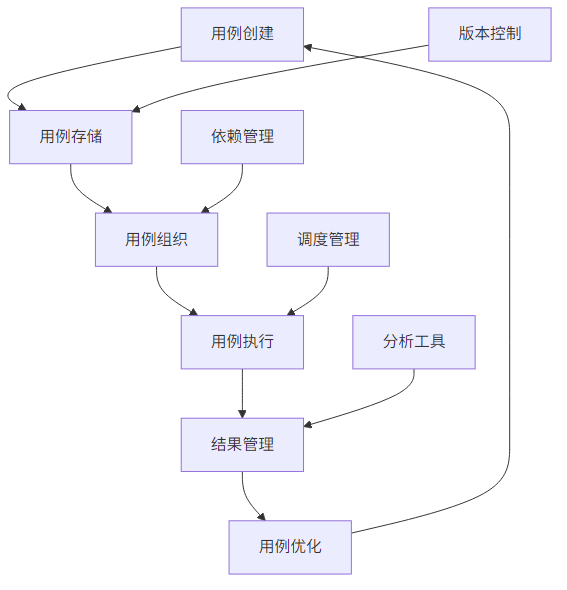 用例创建
版本控制
用例存储
依赖管理
用例组织
调度管理
用例执行
分析工具
结果管理
用例优化